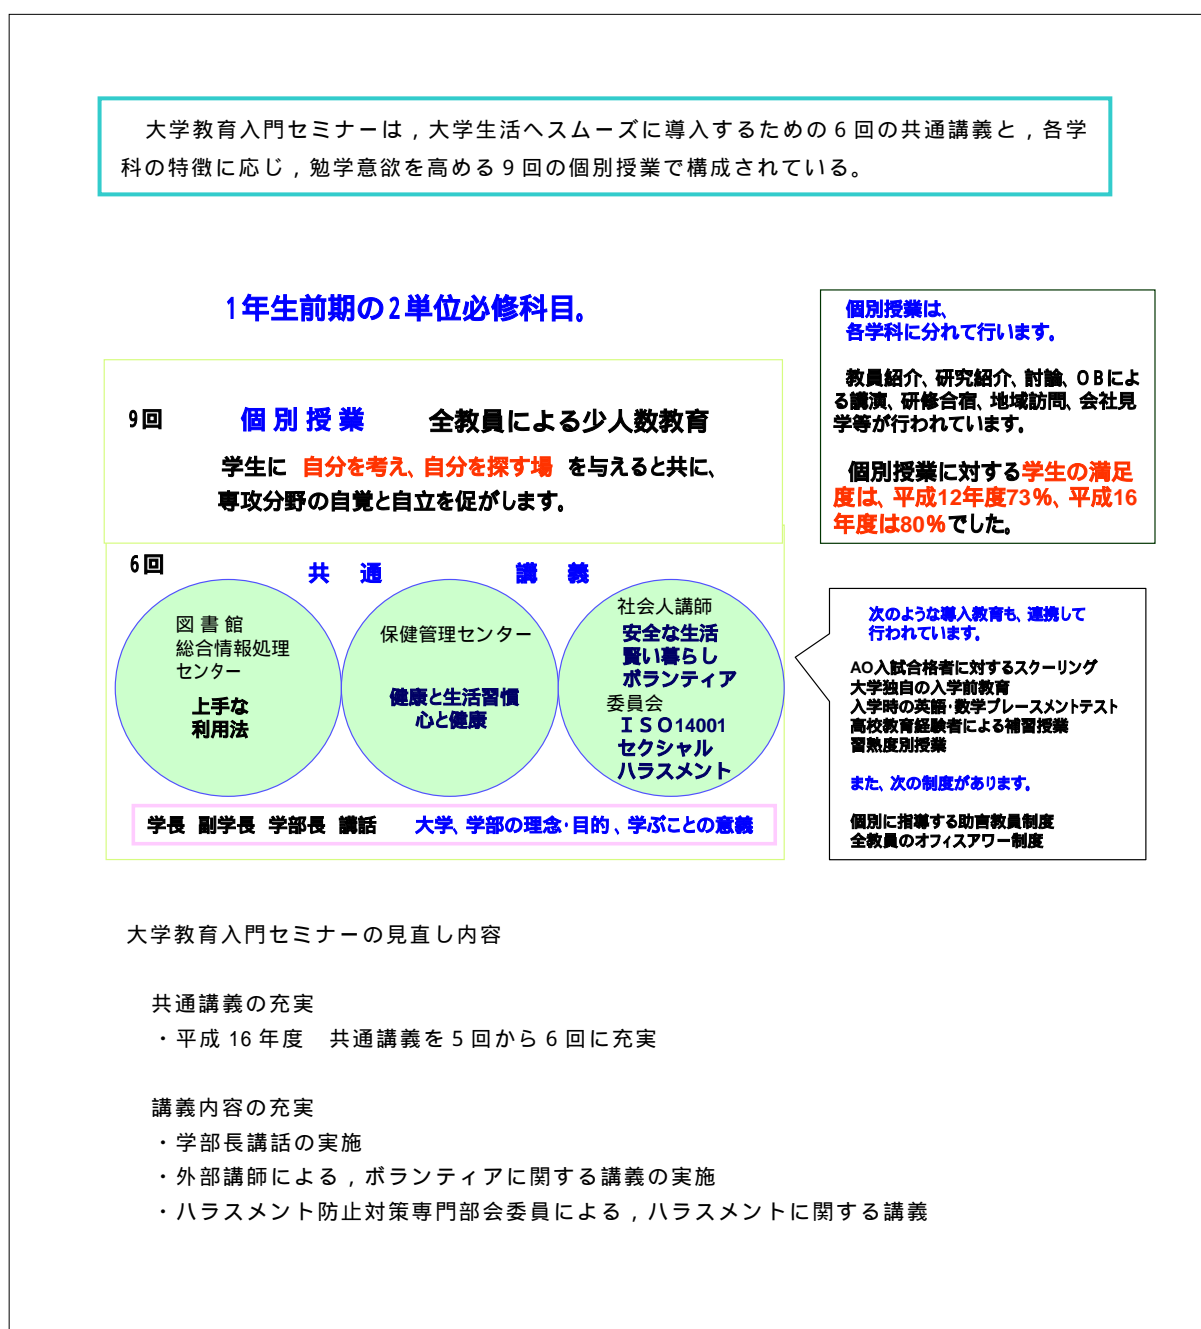 大学教育入門セミナーは，大学生活へスムーズに導入するための６回の共通講義と，各学
科の特徴に応じ，勉学意欲を高める９回の個別授業で構成されている。
1年生前期の2単位必修科目。
9回　個別授業　全教員による少人数教育
学生に 自分を考え、自分を探す場 を与えると共に、
専攻分野の自覚と自立を促がします。
個別授業は、
各学科に分れて行います。
教員紹介、研究紹介、討論、OBによ
る講演、研修合宿、地域訪問、会社見
学等が行われています。
個別授業に対する学生の満足
度は、平成12年度73％、平成16
年度は80％でした。
6回　共通講義
図書館
総合情報処理
センター
上手な
利用法
保健管理センター
健康と生活習慣
心と健康
社会人講師
安全な生活
賢い暮らし
ボランティア
委員会
ＩＳＯ14001
セクシャル
ハラスメント
学長 副学長 学部長 講話　大学、学部の理念・目的、学ぶことの意義
次のような導入教育も、連携して
行われています。
AO入試合格者に対するスクーリング
大学独自の入学前教育
入学時の英語・数学プレースメントテスト
高校教育経験者による補習授業
習熟度別授業
また、次の制度があります。
個別に指導する助言教員制度
全教員のオフィスアワー制度
大学教育入門セミナーの見直し内容
共通講義の充実
・平成 16 年度　共通講義を５回から６回に充実
講義内容の充実
・学部長講話の実施
・外部講師による，ボランティアに関する講義の実施
・ハラスメント防止対策専門部会委員による，ハラスメントに関する講義